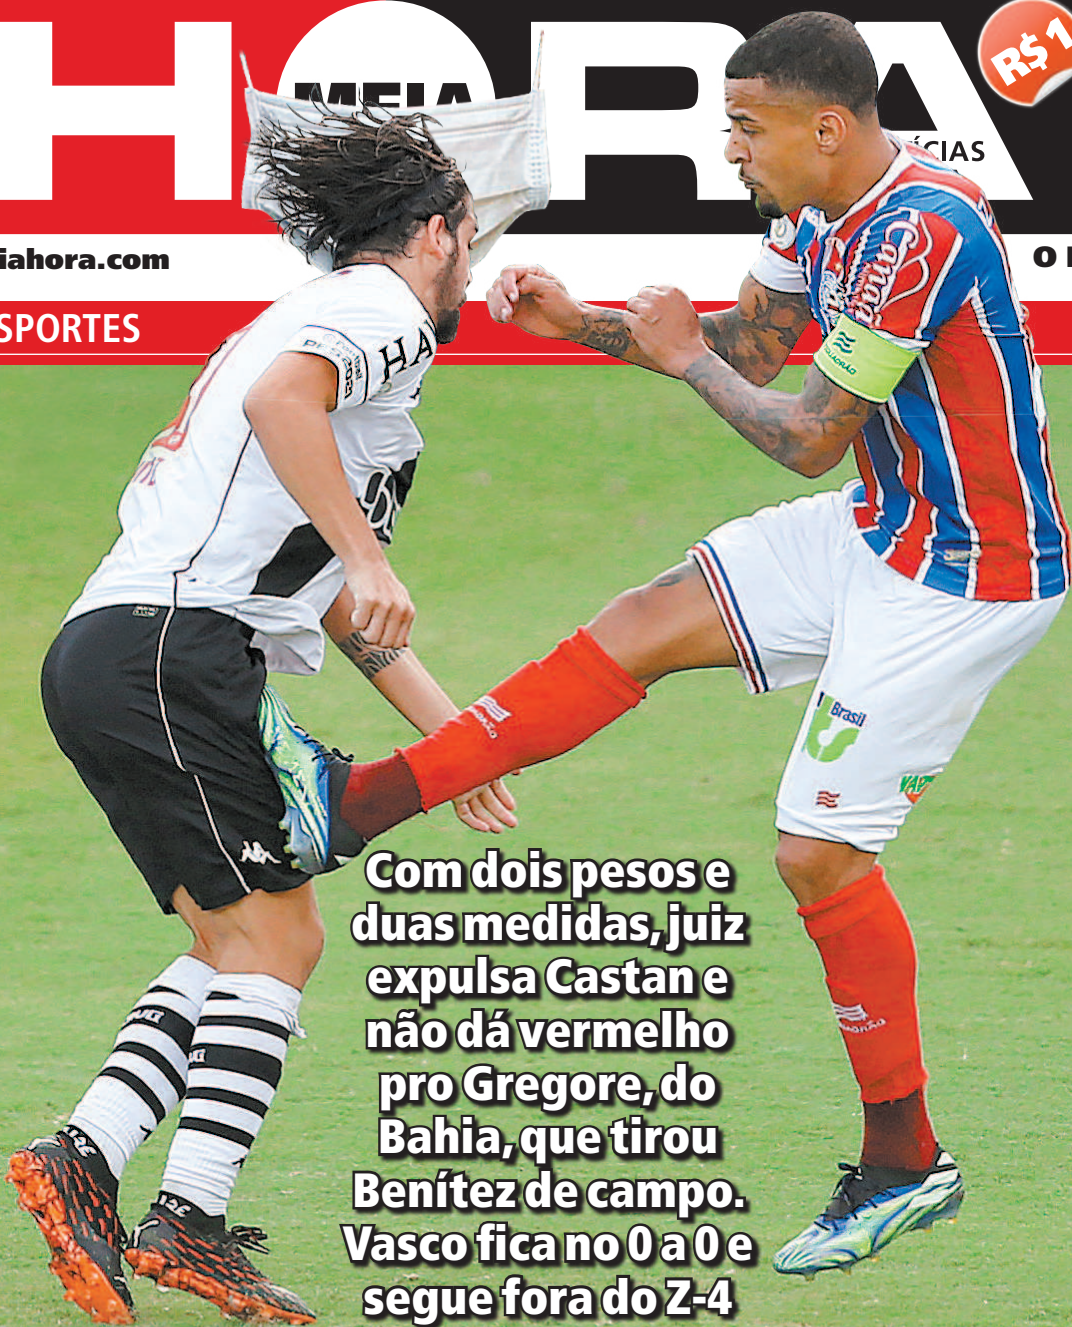 HORA
MEIA
R$ 1
ÍCIAS
iahora.com
O
SPORTES
HA
Canaã
ESQUADRÃO
Brasil
Com dois pesos e
duas medidas, juiz
expulsa Castan e
não dá vermelho
pro Gregore, do
Bahia, que tirou
Benítez de campo.
Vasco fica no 0 a 0 e
segue fora do Z-4